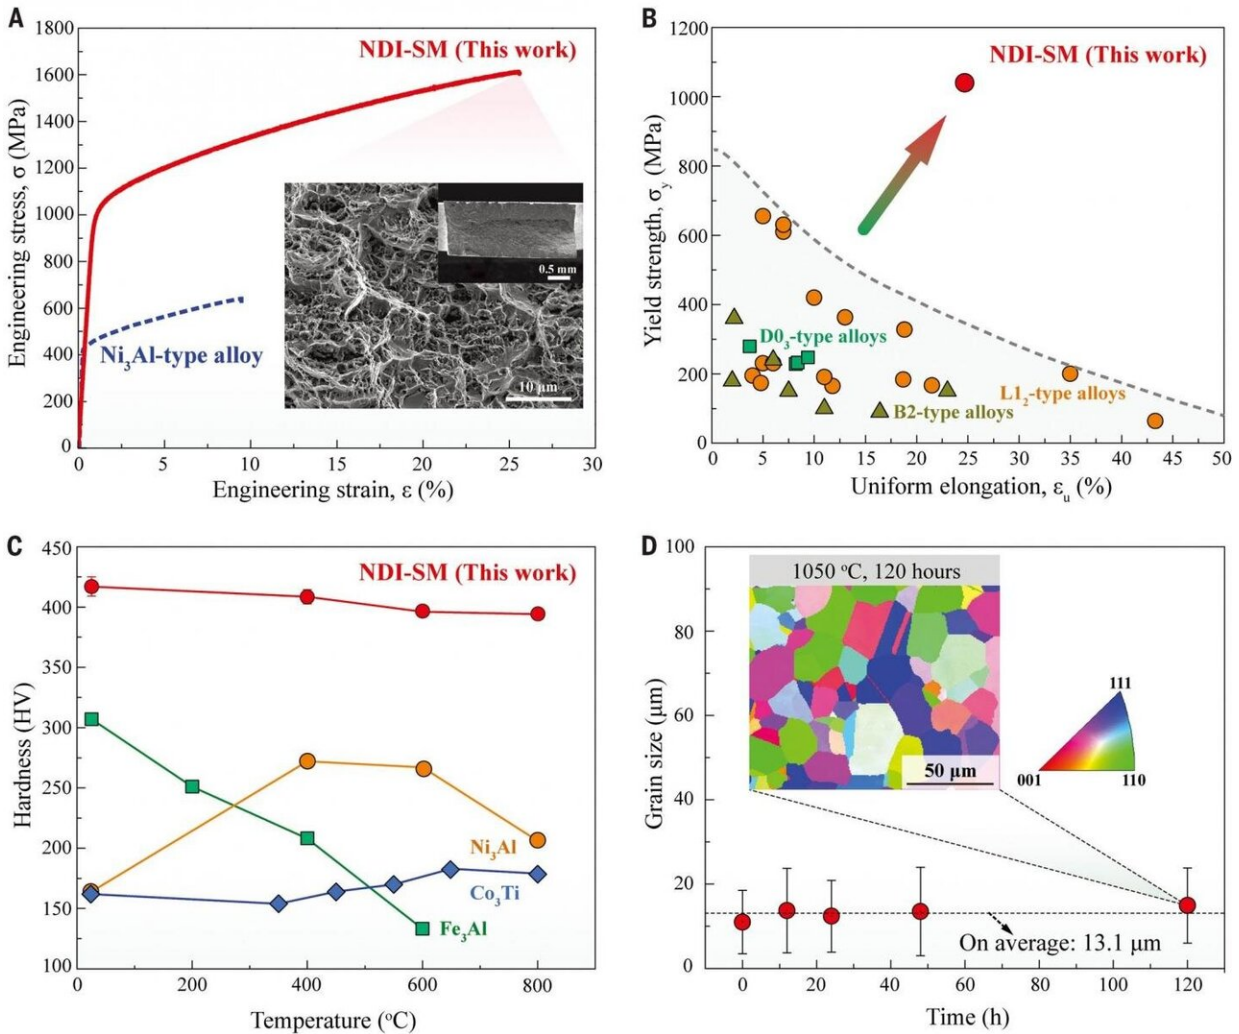 A
1800
1600
1400
1200
1000
800
600
400
200
0
Engineering stress, σ (MPa)
NDI-SM (This work)
Ni₃Al-type alloy
0.5 mm
10 μm
0 5 10 15 20 25 30
Engineering strain, ε (%)
B
1200
1000
800
600
400
200
0
Yield strength, σy (MPa)
NDI-SM (This work)
D0₃-type alloys
L1₂-type alloys
B2-type alloys
0 5 10 15 20 25 30 35 40 45 50
Uniform elongation, εu (%)
C
450
400
350
300
250
200
150
100
Hardness (HV)
NDI-SM (This work)
Ni₃Al
Co₃Ti
Fe₃Al
0 200 400 600 800
Temperature (°C)
D
100
80
60
40
20
0
Grain size (μm)
1050 °C, 120 hours
50 μm
111
001 110
On average: 13.1 μm
0 20 40 60 80 100 120
Time (h)